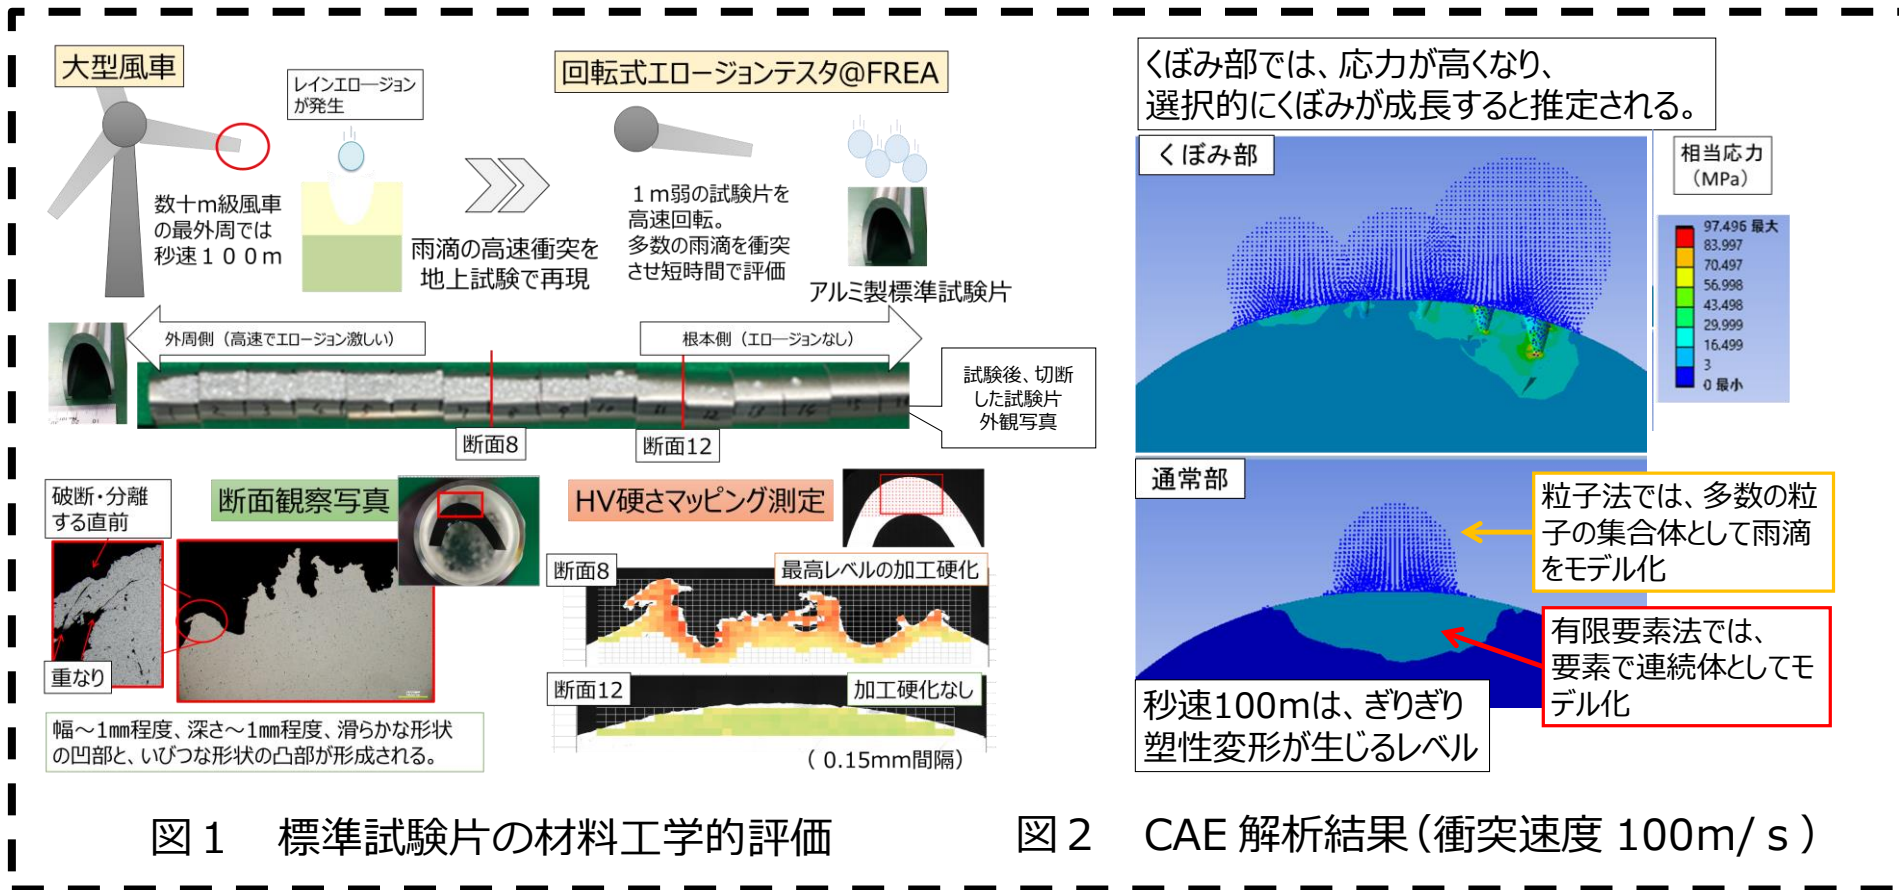 大型風車
レインエロージョン
が発生
回転式エロージョンテスタ@FREA
数十m級風車
の最外周では
秒速100m
雨滴の高速衝突を
地上試験で再現
1m弱の試験片を
高速回転。
多数の雨滴を衝突
させ短時間で評価
アルミ製標準試験片
外周側(高速でエロージョン激しい)
根本側(エロージョンなし)
試験後、切断
した試験片
外観写真
断面8
断面12
破断・分離
する直前
重なり
断面観察写真
HV硬さマッピング測定
断面8
最高レベルの加工硬化
断面12
加工硬化なし
(0.15mm間隔)
幅~1㎜程度、深さ~1㎜程度、滑らかな形状
の凹部と、いびつな形状の凸部が形成される。
図1 標準試験片の材料工学的評価
くぼみ部では、応力が高くなり、
選択的にくぼみが成長すると推定される。
くぼみ部
相当応力
(MPa)
97.496 最大
83.997
70.497
56.998
43.498
29.999
16.499
3
0 最小
通常部
粒子法では、多数の粒
子の集合体として雨滴
をモデル化
有限要素法では、
要素で連続体としてモ
デル化
秒速100mは、ぎりぎり
塑性変形が生じるレベル
図2 CAE 解析結果(衝突速度 100m/s)